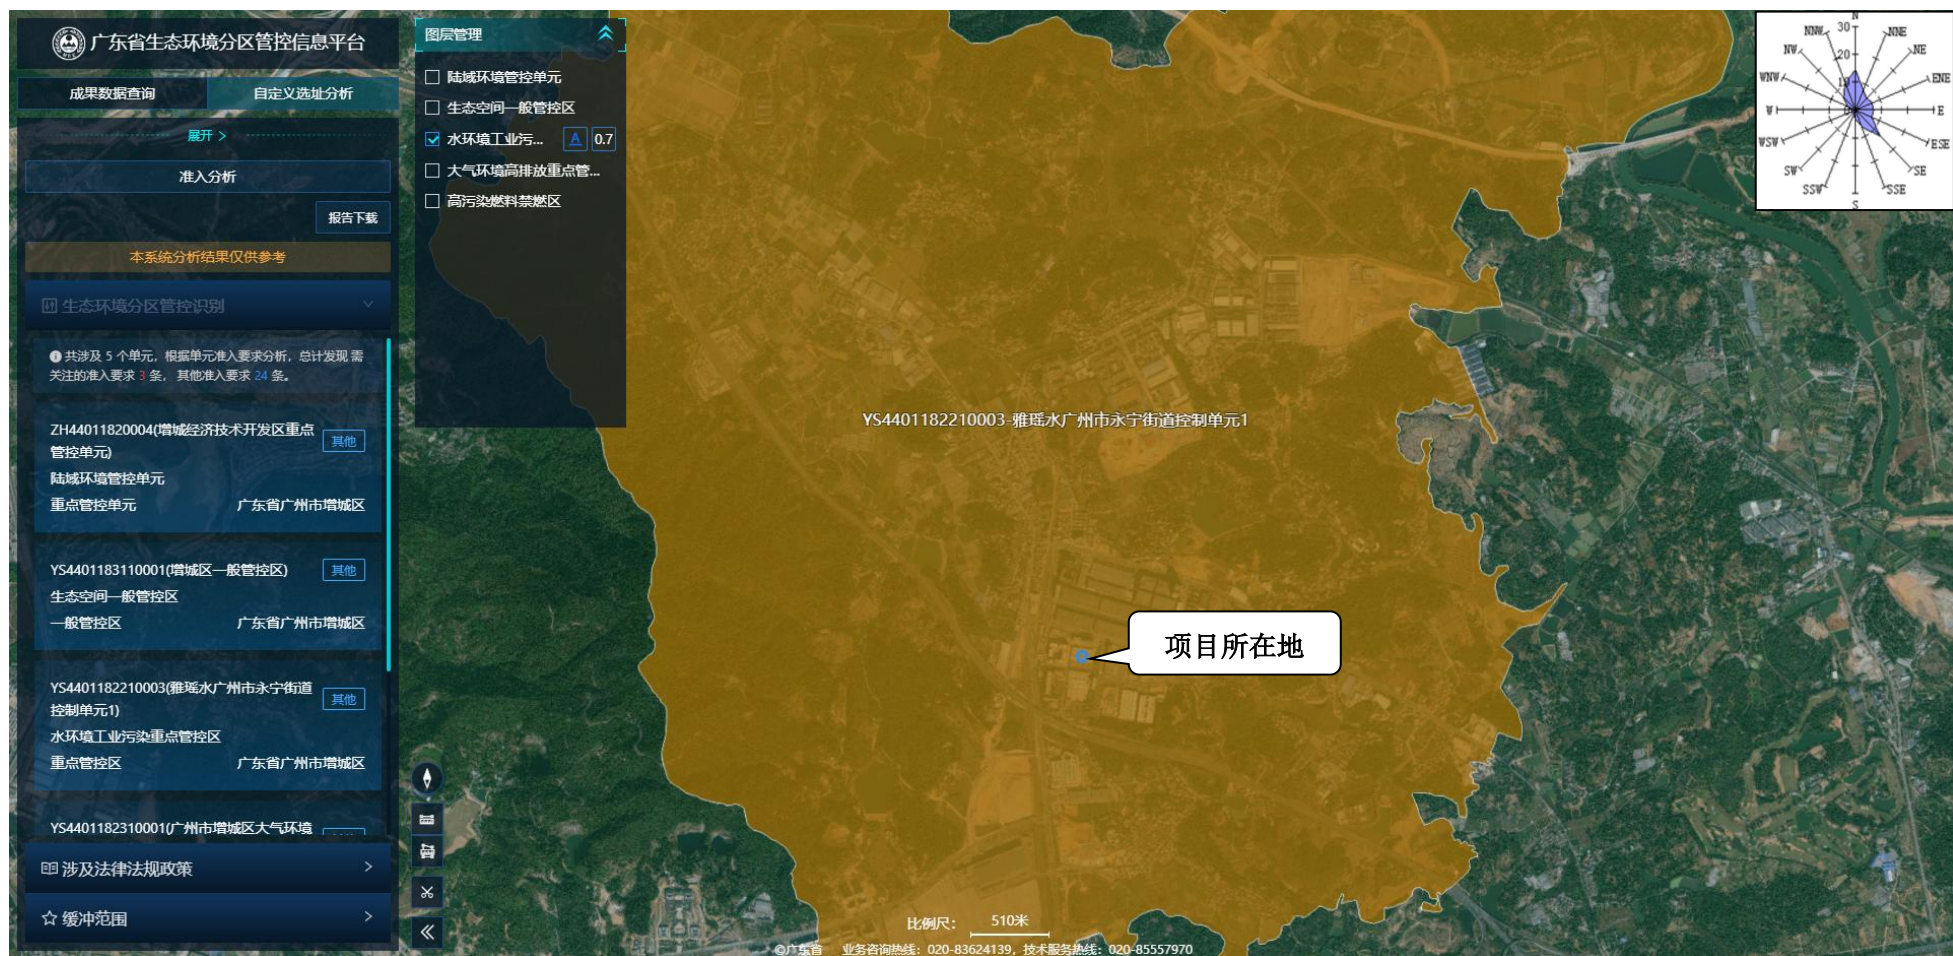 广东省生态环境分区管控信息平台
成果数据查询
自定义选址分析
展开 >
准入分析
报告下载
本系统分析结果仅供参考
生态环境分区管控识别
共涉及 5 个单元，根据单元准入要求分析，总计发现 需
关注的准入要求 3 条， 其他准入要求 24 条。
ZH44011820004(增城经济技术开发区重点
管控单元)
其他
陆域环境管控单元
重点管控单元 广东省广州市增城区
YS4401183110001(增城区一般管控区)
其他
生态空间一般管控区
一般管控区 广东省广州市增城区
YS4401182210003(雅瑶水广州市永宁街道
控制单元1)
其他
水环境工业污染重点管控区
重点管控区 广东省广州市增城区
YS4401182310001(广州市增城区大气环境
涉及法律法规政策
缓冲范围
图层管理
陆域环境管控单元
生态空间一般管控区
水环境工业污... A 0.7
大气环境高排放重点管...
高污染燃料禁燃区
YS4401182210003-雅瑶水广州市永宁街道控制单元1
项目所在地
比例尺： 510米
©广东省 业务咨询热线：020-83624139，技术服务热线：020-85557970
N
NNW 30 NNE
NW 20 NE
WNW 10 ENE
W 0 E
WSW ESE
SW SE
SSW SSE
S